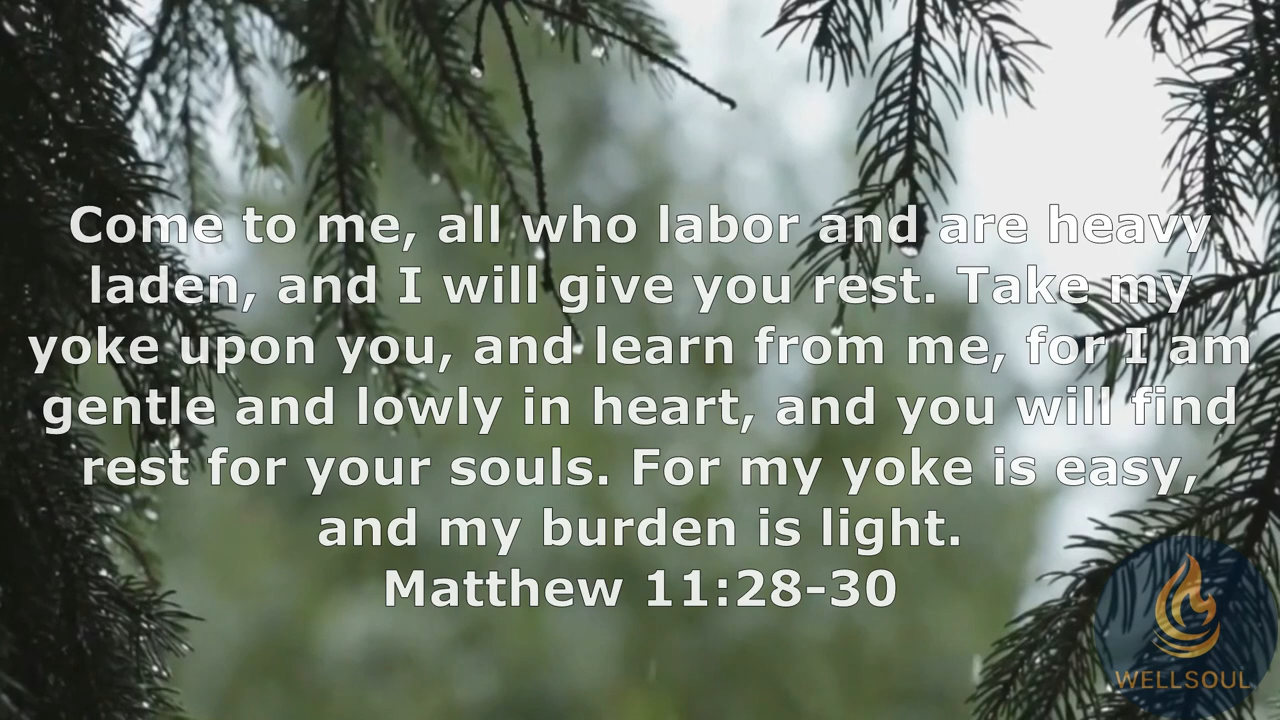 Come to me, all who labor and are heavy
laden, and I will give you rest. Take my
yoke upon you, and learn from me, for I am
gentle and lowly in heart, and you will find
rest for your souls. For my yoke is easy,
and my burden is light.
Matthew 11:28-30
WELLSOUL